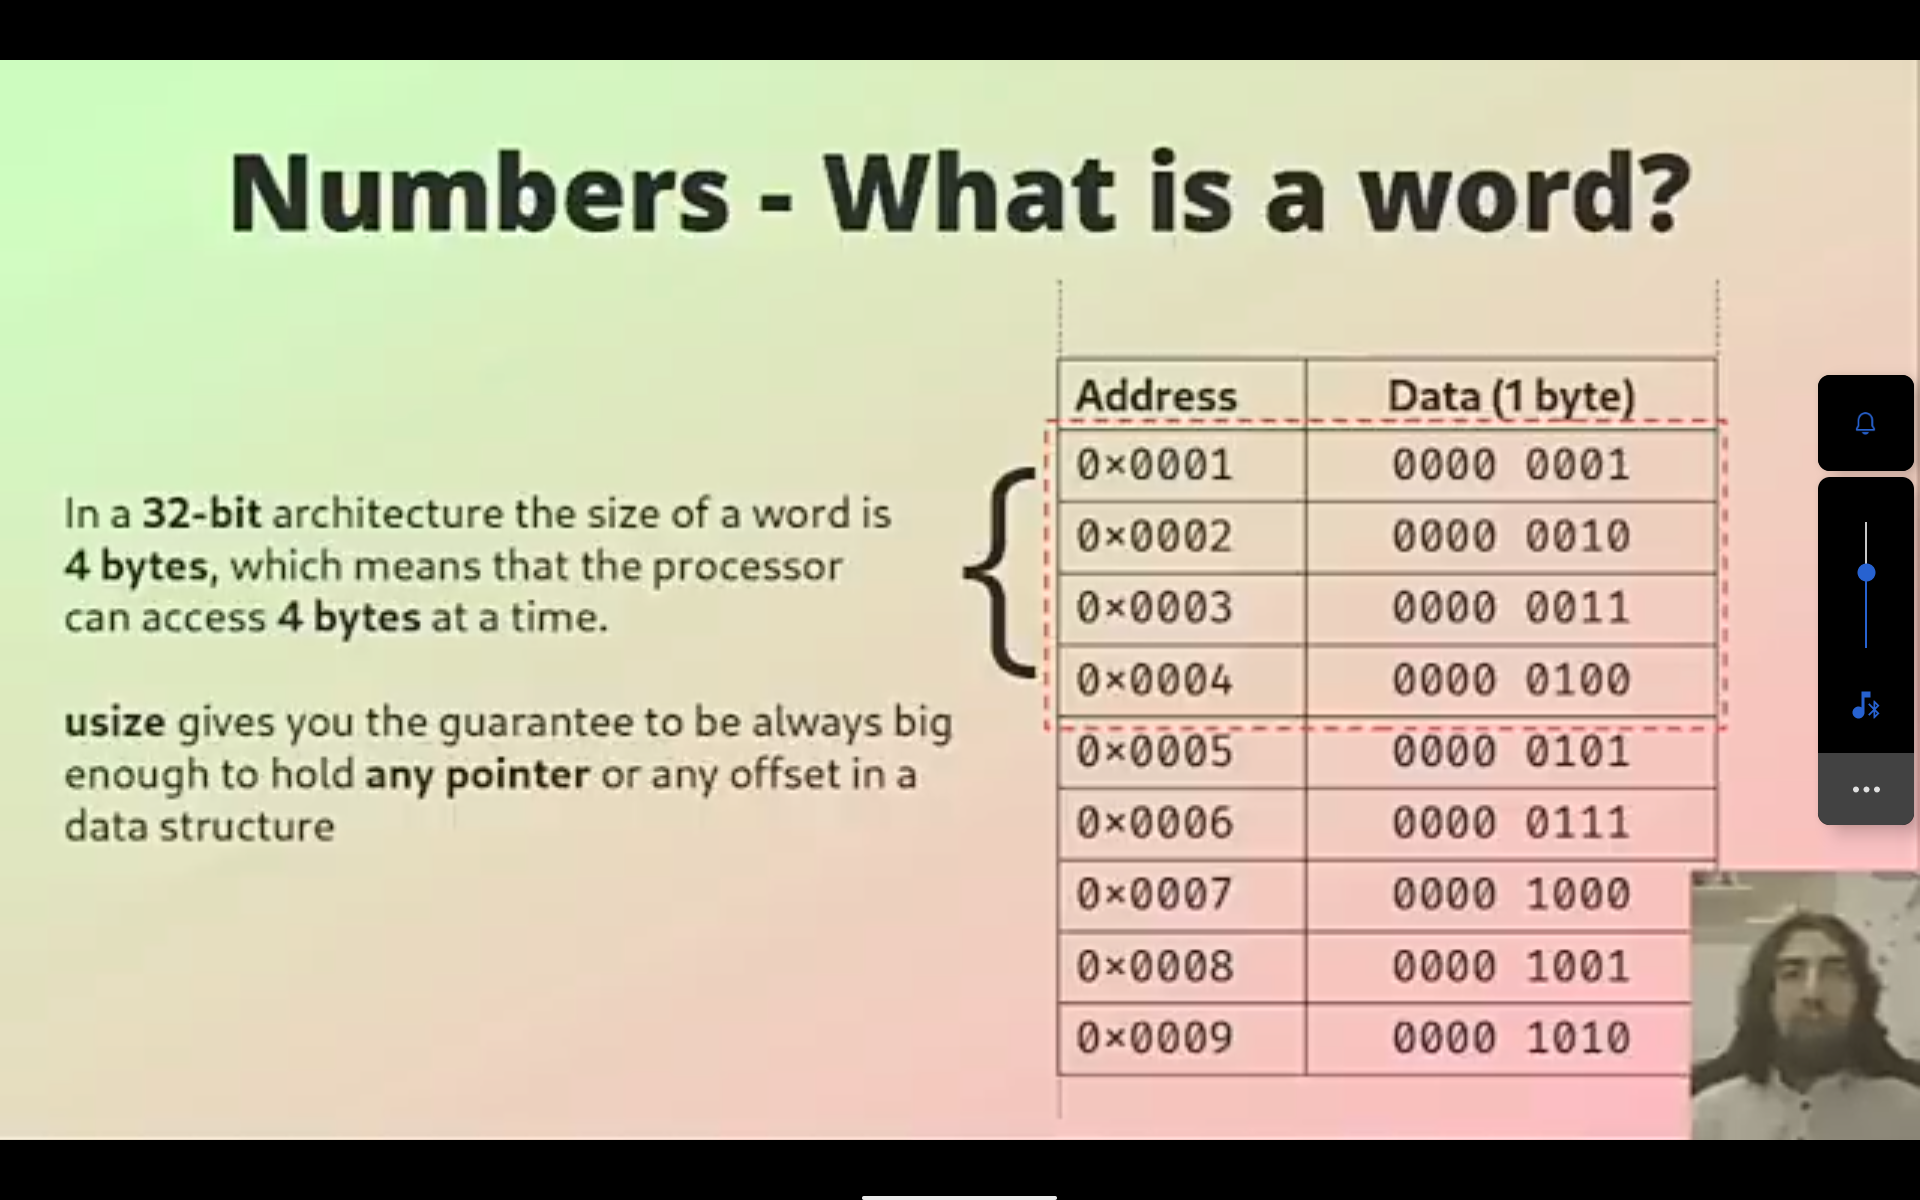 Numbers - What is a word?
In a 32-bit architecture the size of a word is
4 bytes, which means that the processor
can access 4 bytes at a time.
usize gives you the guarantee to be always big
enough to hold any pointer or any offset in a
data structure
Address Data (1 byte)
0×0001 0000 0001
0×0002 0000 0010
0×0003 0000 0011
0×0004 0000 0100
0×0005 0000 0101
0×0006 0000 0111
0×0007 0000 1000
0×0008 0000 1001
0×0009 0000 1010